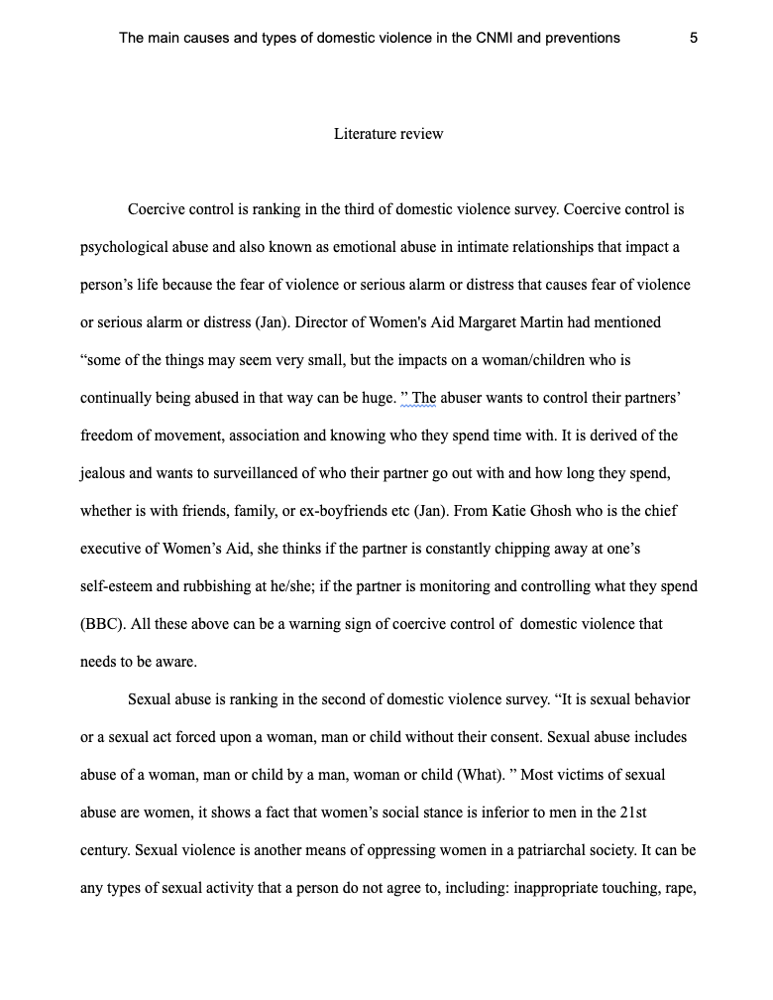 The main causes and types of domestic violence in the CNMI and preventions 5
Literature review
Coercive control is ranking in the third of domestic violence survey. Coercive control is
psychological abuse and also known as emotional abuse in intimate relationships that impact a
person’s life because the fear of violence or serious alarm or distress that causes fear of violence
or serious alarm or distress (Jan). Director of Women's Aid Margaret Martin had mentioned
“some of the things may seem very small, but the impacts on a woman/children who is
continually being abused in that way can be huge. ” The abuser wants to control their partners’
freedom of movement, association and knowing who they spend time with. It is derived of the
jealous and wants to surveillanced of who their partner go out with and how long they spend,
whether is with friends, family, or ex-boyfriends etc (Jan). From Katie Ghosh who is the chief
executive of Women’s Aid, she thinks if the partner is constantly chipping away at one’s
self-esteem and rubbishing at he/she; if the partner is monitoring and controlling what they spend
(BBC). All these above can be a warning sign of coercive control of  domestic violence that
needs to be aware.
Sexual abuse is ranking in the second of domestic violence survey. “It is sexual behavior
or a sexual act forced upon a woman, man or child without their consent. Sexual abuse includes
abuse of a woman, man or child by a man, woman or child (What). ” Most victims of sexual
abuse are women, it shows a fact that women’s social stance is inferior to men in the 21st
century. Sexual violence is another means of oppressing women in a patriarchal society. It can be
any types of sexual activity that a person do not agree to, including: inappropriate touching, rape,